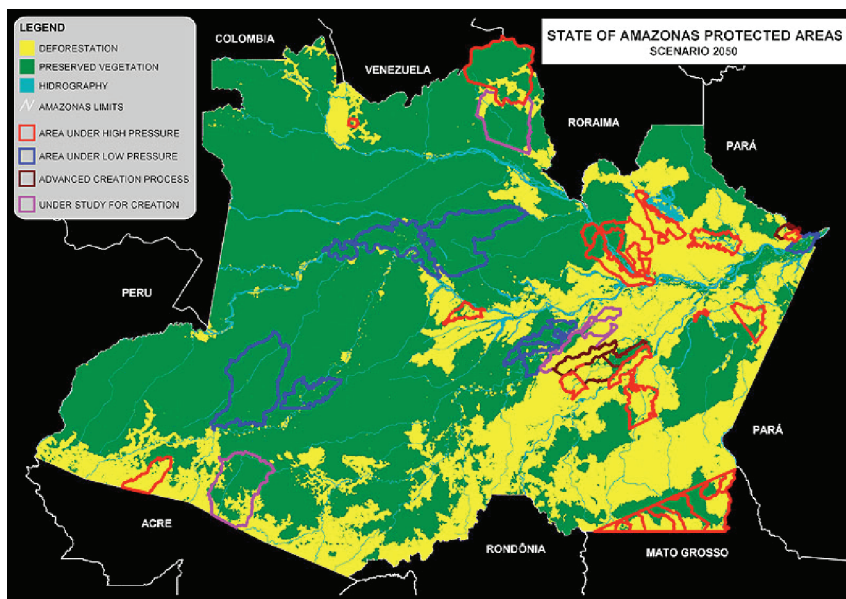 LEGEND
DEFORESTATION
PRESERVED VEGETATION
HIDROGRAPHY
AMAZONAS LIMITS
AREA UNDER HIGH PRESSURE
AREA UNDER LOW PRESSURE
ADVANCED CREATION PROCESS
UNDER STUDY FOR CREATION
STATE OF AMAZONAS PROTECTED AREAS
SCENARIO 2050
COLOMBIA
VENEZUELA
RORAIMA
PARÁ
PERU
PARÁ
ACRE
RONDÔNIA
MATO GROSSO